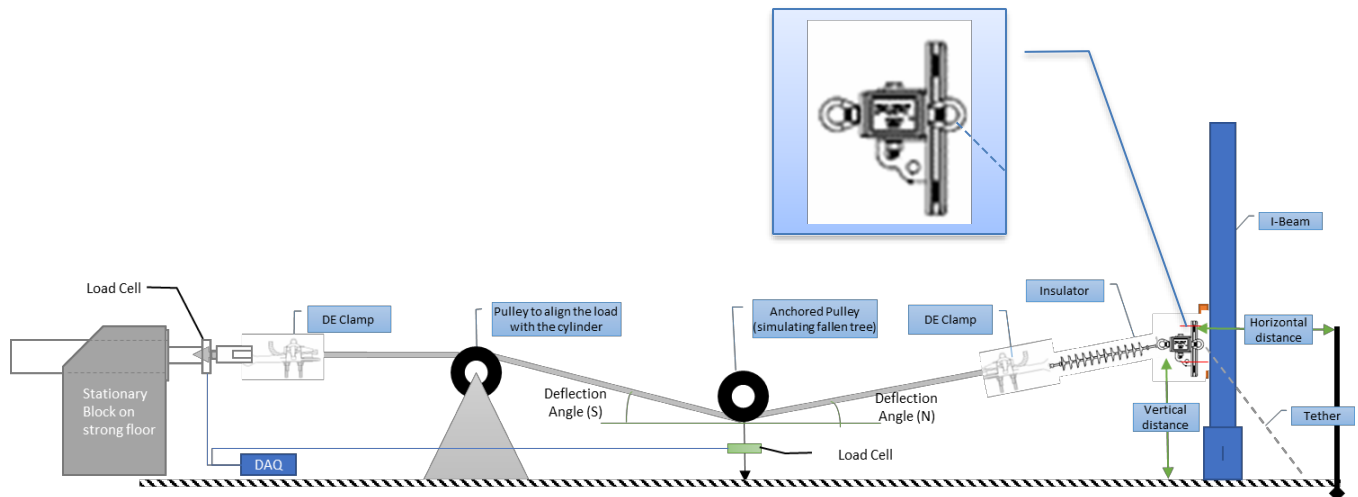 I-Beam
Load Cell
DE Clamp
Pulley to align the load
with the cylinder
Anchored Pulley
(simulating fallen tree)
DE Clamp
Insulator
Horizontal
distance
Stationary
Block on
strong floor
Deflection
Angle (S)
Deflection
Angle (N)
Vertical
distance
Tether
Load Cell
DAQ